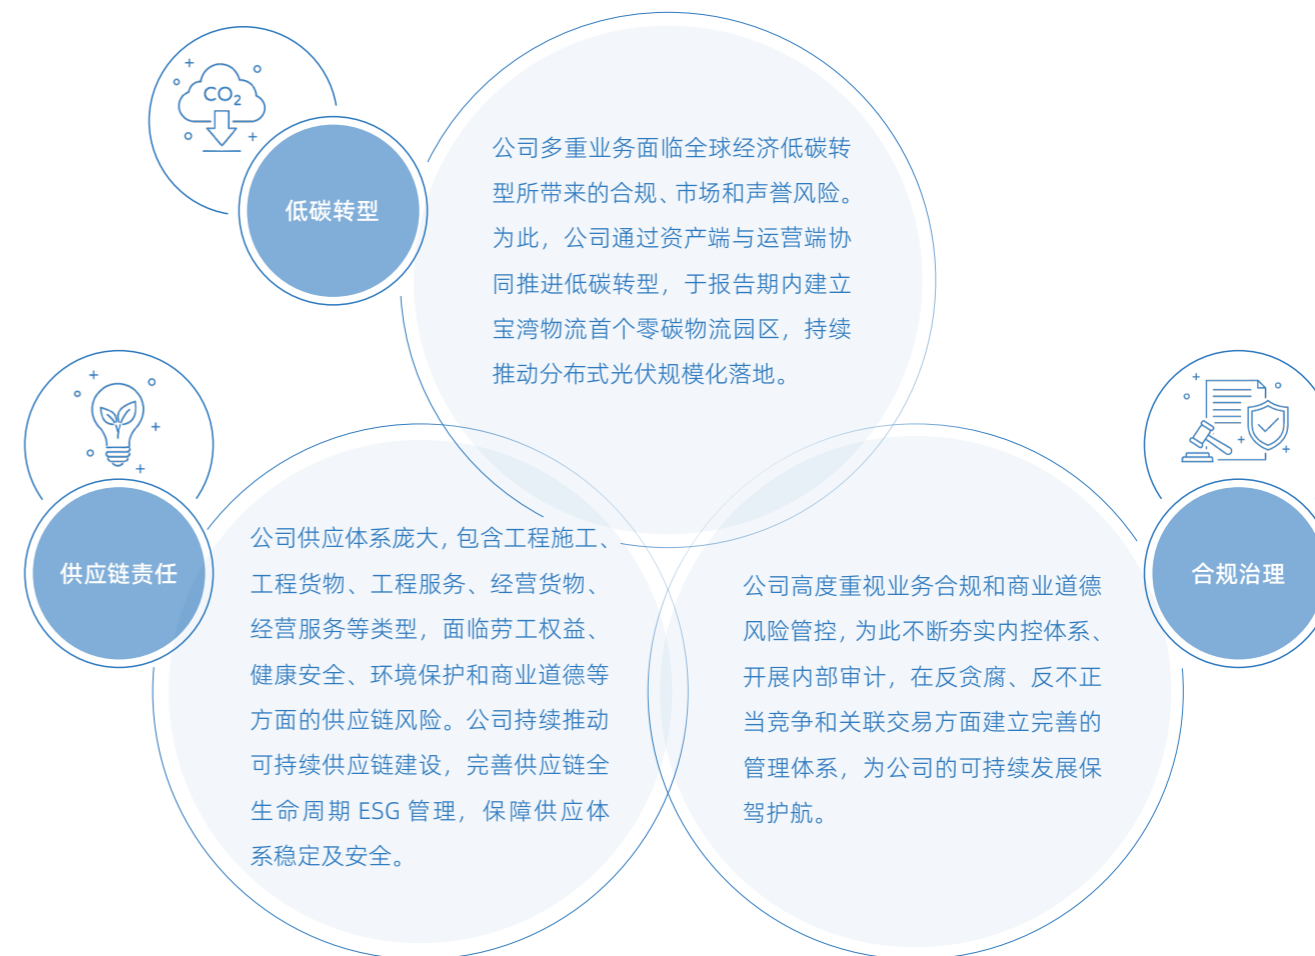 CO₂
低碳转型
公司多重业务面临全球经济低碳转
型所带来的合规、市场和声誉风险。
为此，公司通过资产端与运营端协
同推进低碳转型，于报告期内建立
宝湾物流首个零碳物流园区，持续
推动分布式光伏规模化落地。
供应链责任
公司供应体系庞大，包含工程施工、
工程货物、工程服务、经营货物、
经营服务等类型，面临劳工权益、
健康安全、环境保护和商业道德等
方面的供应链风险。公司持续推动
可持续供应链建设，完善供应链全
生命周期 ESG 管理，保障供应体
系稳定及安全。
合规治理
公司高度重视业务合规和商业道德
风险管控，为此不断夯实内控体系、
开展内部审计，在反贪腐、反不正
当竞争和关联交易方面建立完善的
管理体系，为公司的可持续发展保
驾护航。